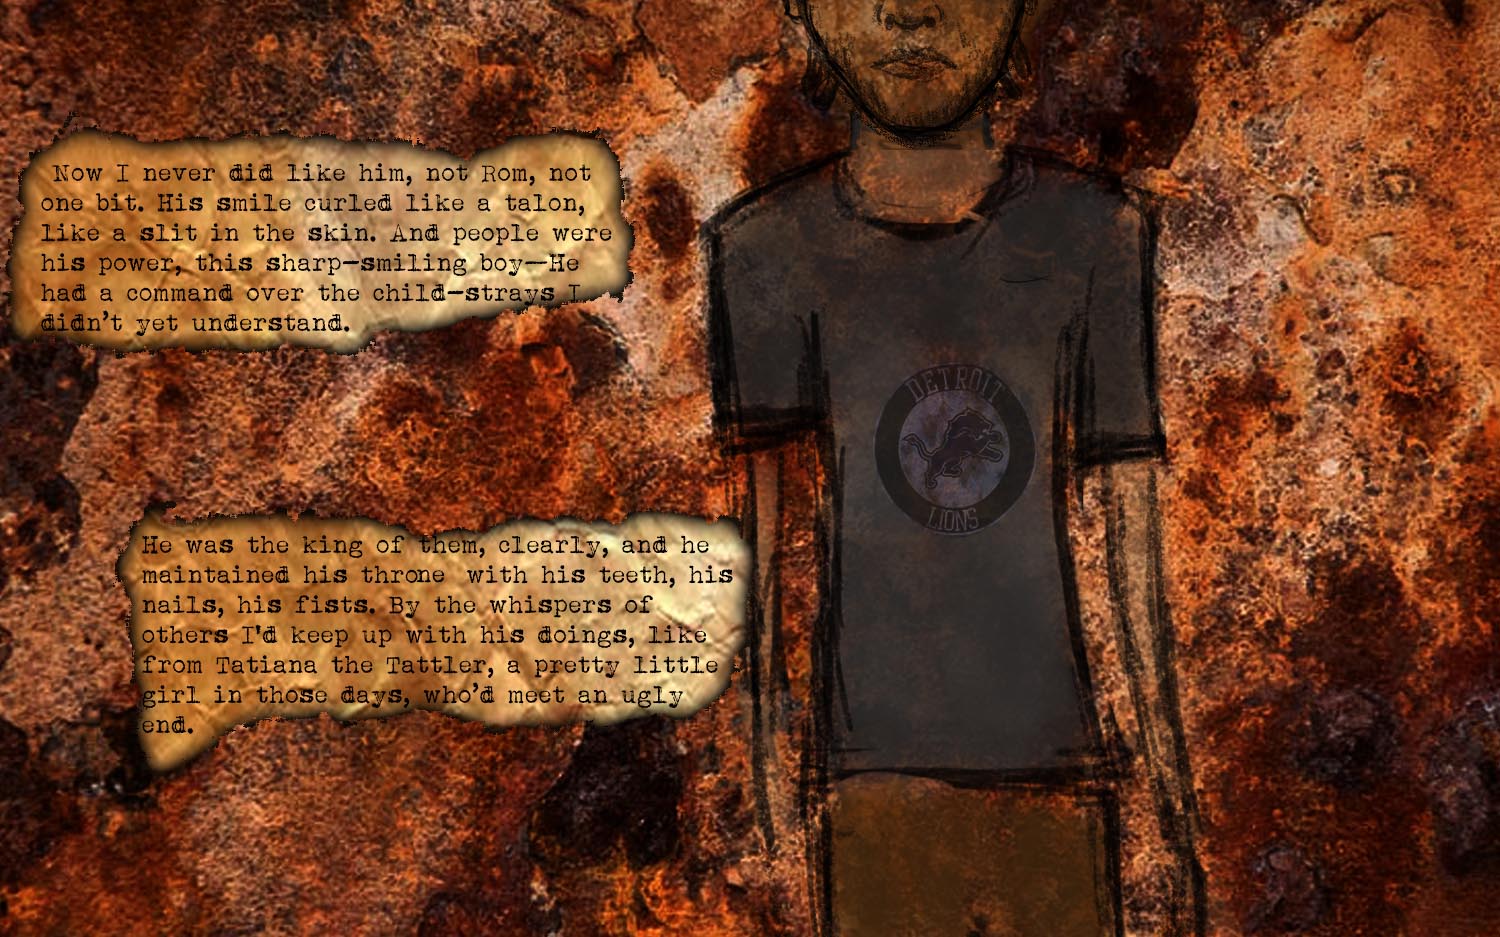 Now I never did like him, not Rom, not
one bit. His smile curled like a talon,
like a slit in the skin. And people were
his power, this sharp—smiling boy—He
had a command over the child—strays I
didn't yet understand.
DETROIT
LIONS
He was the king of them, clearly, and he
maintained his throne with his teeth, his
nails, his fists. By the whispers of
others I'd keep up with his doings, like
from Tatiana the Tattler, a pretty little
girl in those days, who'd meet an ugly
end.